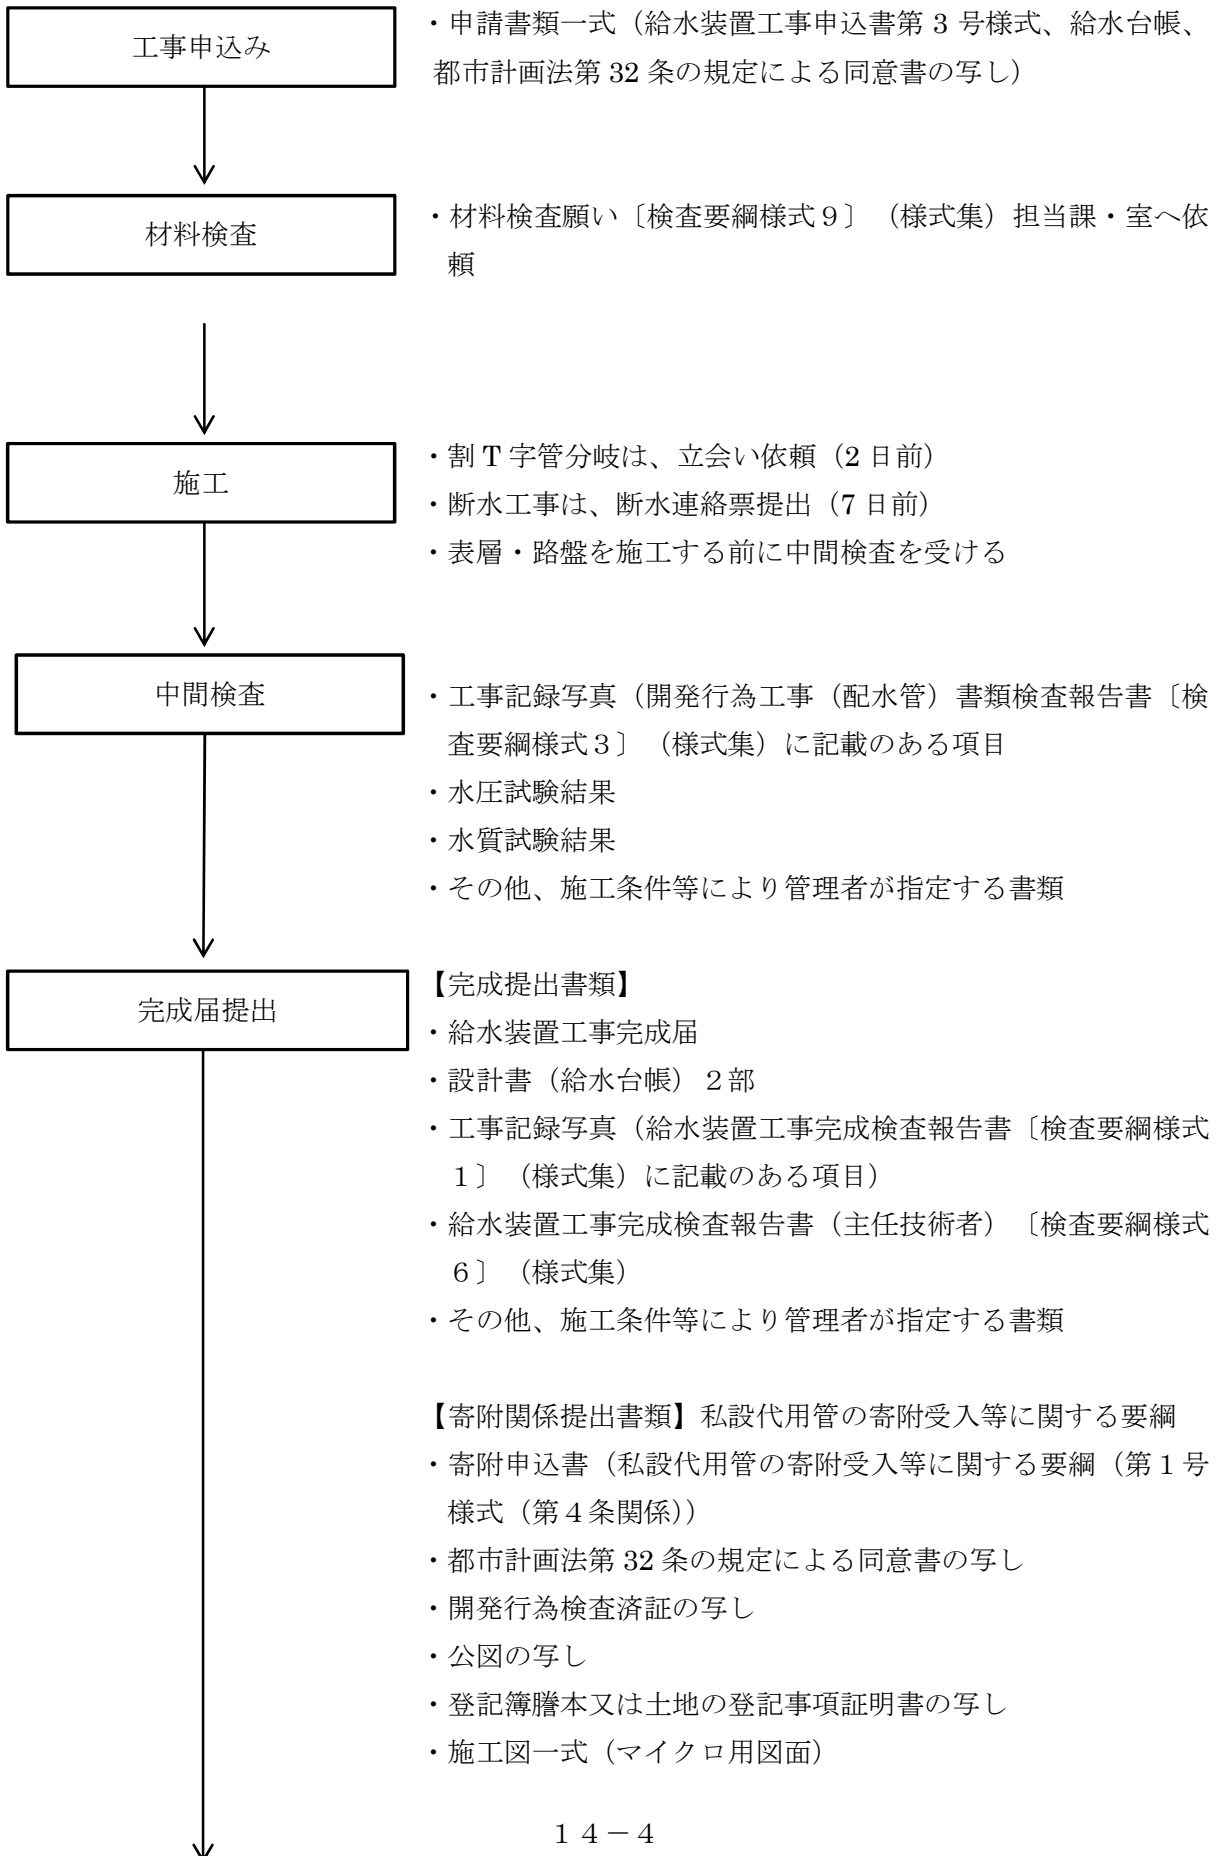 工事申込み
・申請書類一式（給水装置工事申込書第 3 号様式、給水台帳、
都市計画法第 32 条の規定による同意書の写し）
材料検査
・材料検査願い〔検査要綱様式９〕（様式集）担当課・室へ依
頼
施工
・割 T 字管分岐は、立会い依頼（2 日前）
・断水工事は、断水連絡票提出（7 日前）
・表層・路盤を施工する前に中間検査を受ける
中間検査
・工事記録写真（開発行為工事（配水管）書類検査報告書〔検
査要綱様式３〕（様式集）に記載のある項目
・水圧試験結果
・水質試験結果
・その他、施工条件等により管理者が指定する書類
完成届提出
【完成提出書類】
・給水装置工事完成届
・設計書（給水台帳）２部
・工事記録写真（給水装置工事完成検査報告書〔検査要綱様式
１〕（様式集）に記載のある項目）
・給水装置工事完成検査報告書（主任技術者）〔検査要綱様式
６〕（様式集）
・その他、施工条件等により管理者が指定する書類
【寄附関係提出書類】私設代用管の寄附受入等に関する要綱
・寄附申込書（私設代用管の寄附受入等に関する要綱（第１号
様式（第４条関係））
・都市計画法第 32 条の規定による同意書の写し
・開発行為検査済証の写し
・公図の写し
・登記簿謄本又は土地の登記事項証明書の写し
・施工図一式（マイクロ用図面）
１４－４